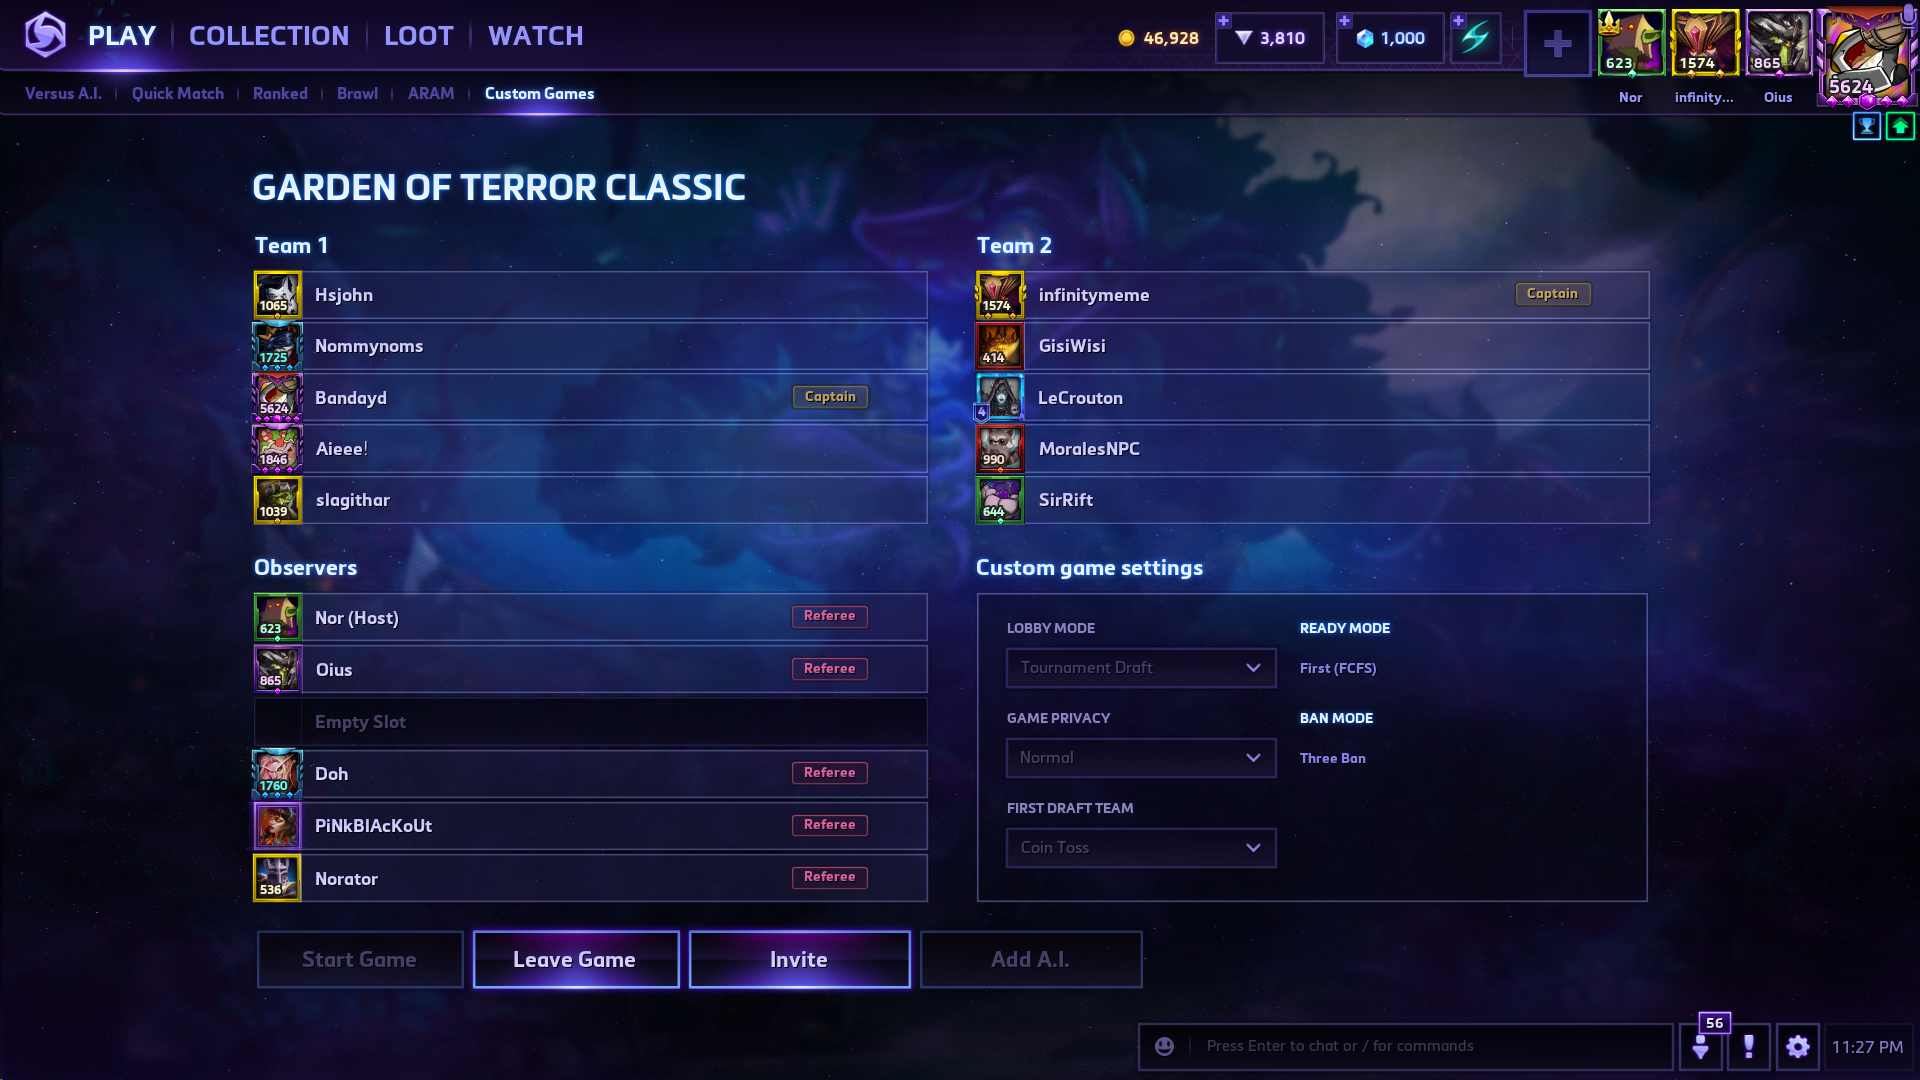 PLAY COLLECTION LOOT WATCH
46,928 3,810 1,000
623 1574 865 5624
Nor infinity... Oius
Versus A.I. Quick Match Ranked Brawl ARAM Custom Games
GARDEN OF TERROR CLASSIC
Team 1
1065 Hsjohn
1725 Nommynoms
5624 Bandayd Captain
1846 Aieee!
1039 slagithar
Team 2
1574 infinitymeme Captain
414 GisiWisi
4 LeCrouton
990 MoralesNPC
644 SirRift
Observers
623 Nor (Host) Referee
865 Oius Referee
Empty Slot
1760 Doh Referee
PiNkBlAcKoUt Referee
536 Norator Referee
Custom game settings
LOBBY MODE
Tournament Draft
READY MODE
First (FCFS)
GAME PRIVACY
Normal
BAN MODE
Three Ban
FIRST DRAFT TEAM
Coin Toss
Start Game Leave Game Invite Add A.I.
Press Enter to chat or / for commands
56
11:27 PM